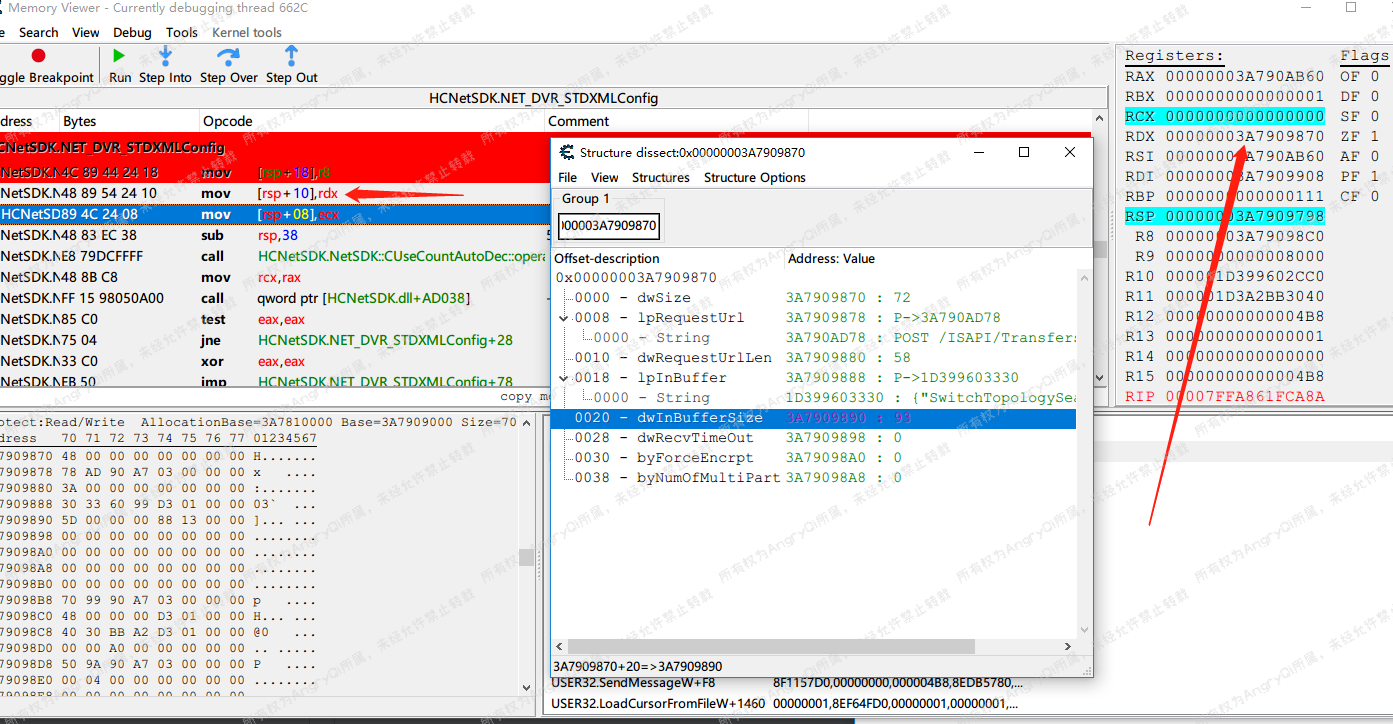 Memory Viewer - Currently debugging thread 662C
Search View Debug Tools Kernel tools
ggle Breakpoint Run Step Into Step Over Step Out
HCNetSDK.NET_DVR_STDXMLConfig
dress Bytes Opcode Comment
CNetSDK.NET_DVR_STDXMLConfig
NetSDK.N4C 89 44 24 18 mov [rsp+18],r8
NetSDK.N48 89 54 24 10 mov [rsp+10],rdx
HCNetSD89 4C 24 08 mov [rsp+08],ecx
NetSDK.N48 83 EC 38 sub rsp,38
NetSDK.NE8 79DCFFFF call HCNetSDK.NetSDK::CUseCountAutoDec::opera
NetSDK.N48 8B C8 mov rcx,rax
NetSDK.NFF 15 98050A00 call qword ptr [HCNetSDK.dll+AD038]
NetSDK.N85 C0 test eax,eax
NetSDK.N75 04 jne HCNetSDK.NET_DVR_STDXMLConfig+28
NetSDK.N33 C0 xor eax,eax
NetSDK.NEB 50 jmp HCNetSDK.NET_DVR_STDXMLConfig+78
copy m
Registers: Flags
RAX 00000003A790AB60 OF 0
RBX 0000000000000001 DF 0
RCX 0000000000000000 SF 0
RDX 00000003A7909870 ZF 1
RSI 00000003A790AB60 AF 0
RDI 00000003A7909908 PF 1
RBP 0000000000000111 CF 0
RSP 00000003A7909798
R8 00000003A79098C0
R9 0000000000008000
R10 000001D399602CC0
R11 000001D3A2BB3040
R12 00000000000004B8
R13 0000000000000001
R14 0000000000000000
R15 00000000000004B8
RIP 00007FFA861FCA8A
Structure dissect:0x00000003A7909870
File View Structures Structure Options
Group 1
00003A7909870
Offset-description Address: Value
0x00000003A7909870
0000 - dwSize 3A7909870 : 72
0008 - lpRequestUrl 3A7909878 : P->3A790AD78
0000 - String 3A790AD78 : POST /ISAPI/Transfer
0010 - dwRequestUrlLen 3A7909880 : 58
0018 - lpInBuffer 3A7909888 : P->1D399603330
0000 - String 1D399603330 : {"SwitchTopologySea
0020 - dwInBufferSize 3A7909890 : 93
0028 - dwRecvTimeOut 3A7909898 : 0
0030 - byForceEncrpt 3A79098A0 : 0
0038 - byNumOfMultiPart 3A79098A8 : 0
3A7909870+20=>3A7909890
otect:Read/Write AllocationBase=3A7810000 Base=3A7909000 Size=70
dress 70 71 72 73 74 75 76 77 01234567
7909870 48 00 00 00 00 00 00 00 H.......
7909878 78 AD 90 A7 03 00 00 00 x ....
7909880 3A 00 00 00 00 00 00 00 :.......
7909888 30 33 60 99 D3 01 00 00 03` ...
7909890 5D 00 00 00 88 13 00 00 ]... ...
7909898 00 00 00 00 00 00 00 00 ........
79098A0 00 00 00 00 00 00 00 00 ........
79098A8 00 00 00 00 00 00 00 00 ........
79098B0 00 00 00 00 00 00 00 00 ........
79098B8 70 99 90 A7 03 00 00 00 p ....
79098C0 48 00 00 00 D3 01 00 00 H... ...
79098C8 40 30 BB A2 D3 01 00 00 @0 ...
79098D0 00 00 A0 00 00 00 00 00 .. .....
79098D8 50 9A 90 A7 03 00 00 00 P ....
79098E0 00 04 00 00 00 00 00 00 ........
79098E8 00 00 00 00 00 00 00 00
USER32.SendMessageW+F8 8F1157D0,00000000,000004B8,8EDB5780,...
USER32.LoadCursorFromFileW+1460 00000001,8EF64FD0,00000001,00000001,...
所有权为AngryQi所属，未经允许禁止转载